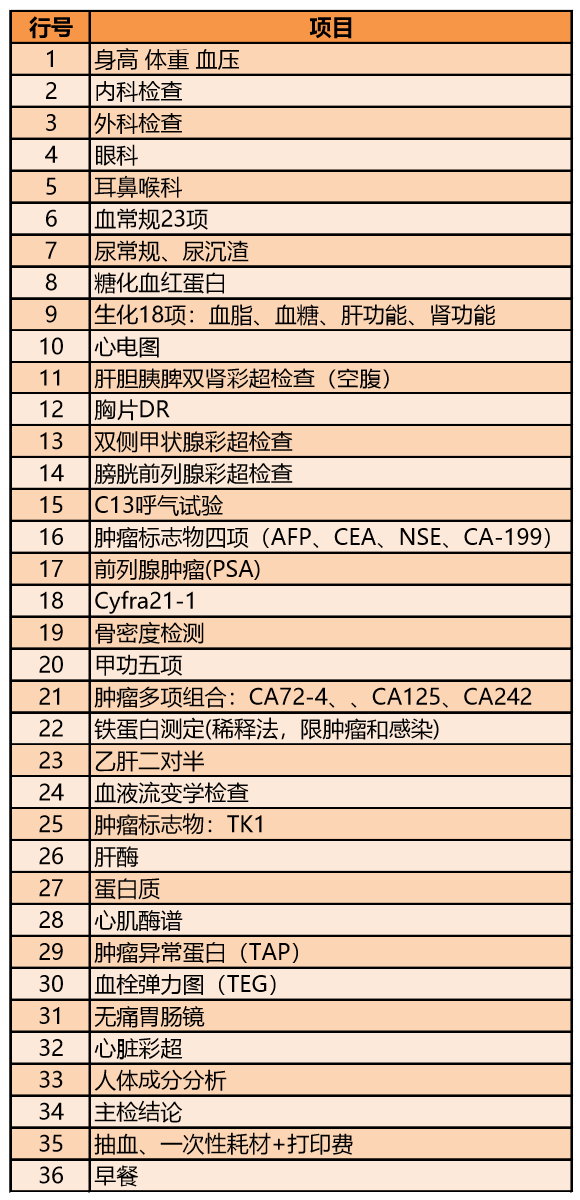 行号 项目
1 身高 体重 血压
2 内科检查
3 外科检查
4 眼科
5 耳鼻喉科
6 血常规23项
7 尿常规、尿沉渣
8 糖化血红蛋白
9 生化18项：血脂、血糖、肝功能、肾功能
10 心电图
11 肝胆胰脾双肾彩超检查（空腹）
12 胸片DR
13 双侧甲状腺彩超检查
14 膀胱前列腺彩超检查
15 C13呼气试验
16 肿瘤标志物四项（AFP、CEA、NSE、CA-199）
17 前列腺肿瘤(PSA)
18 Cyfra21-1
19 骨密度检测
20 甲功五项
21 肿瘤多项组合：CA72-4、、CA125、CA242
22 铁蛋白测定(稀释法，限肿瘤和感染)
23 乙肝二对半
24 血液流变学检查
25 肿瘤标志物：TK1
26 肝酶
27 蛋白质
28 心肌酶谱
29 肿瘤异常蛋白（TAP）
30 血栓弹力图（TEG）
31 无痛胃肠镜
32 心脏彩超
33 人体成分分析
34 主检结论
35 抽血、一次性耗材+打印费
36 早餐